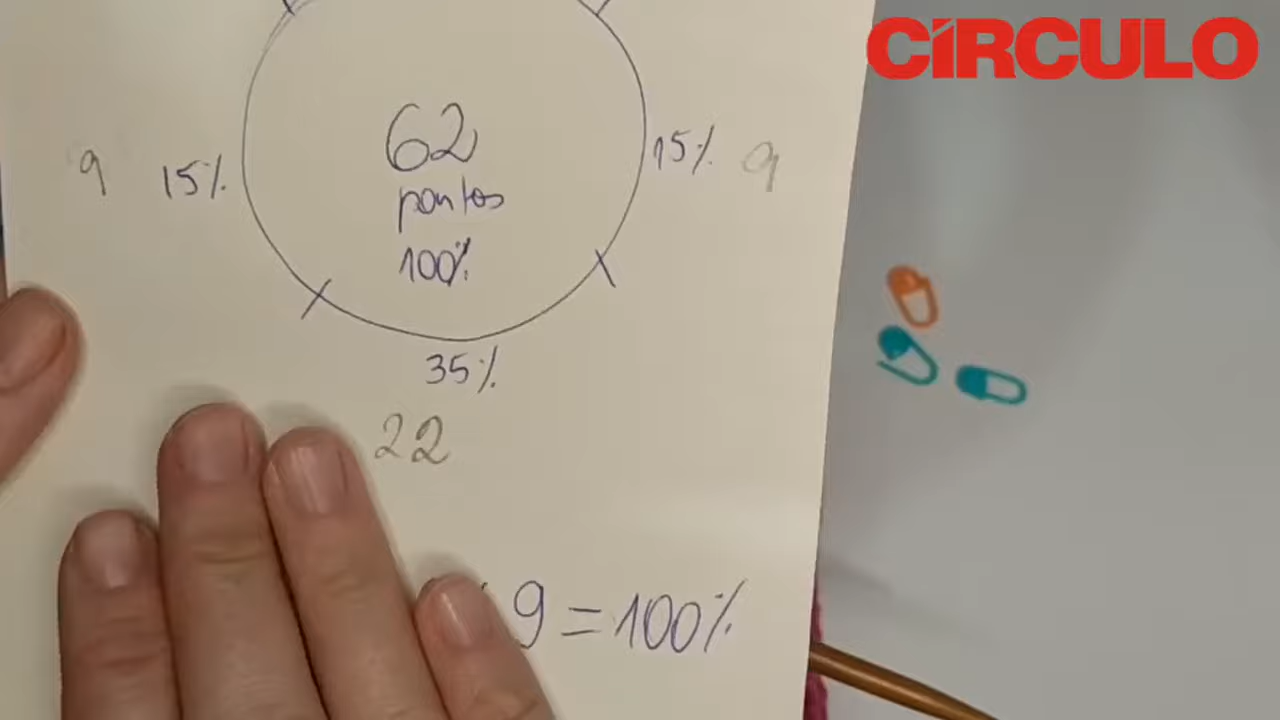 CÍRCULO
62
9 15% 15% 9
pontos
100%
35%
22
9 = 100%